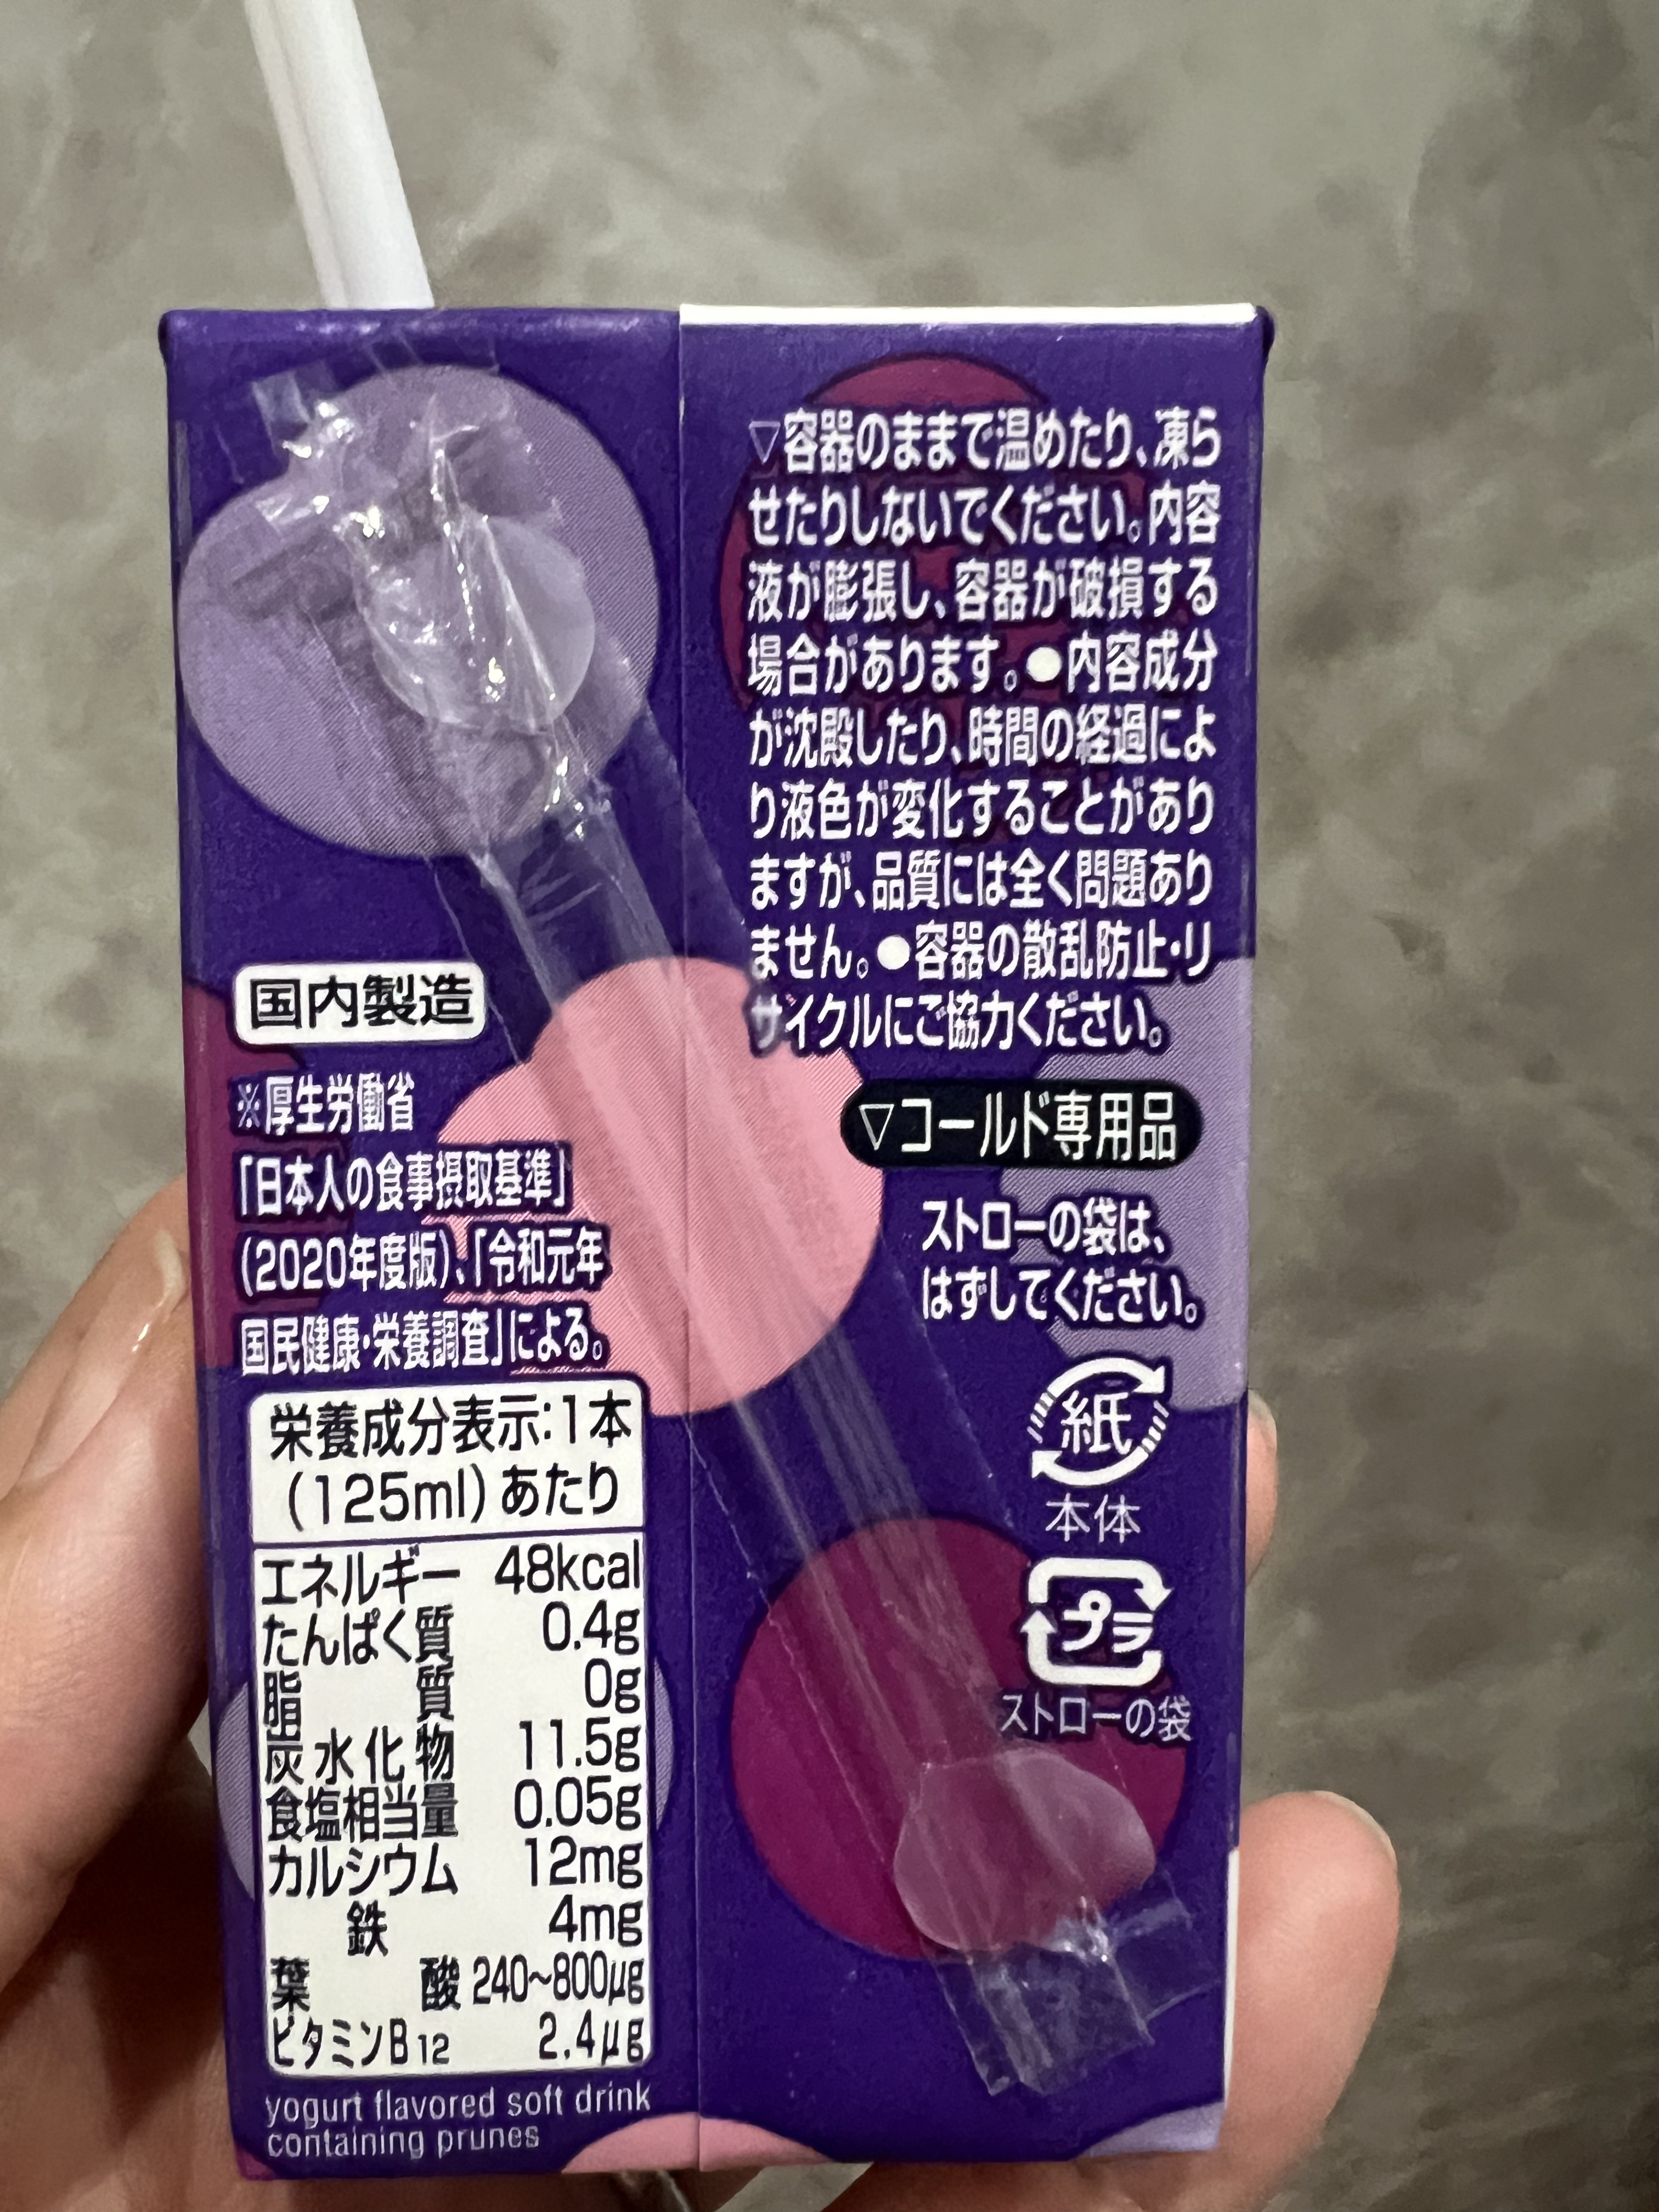 国内製造
※厚生労働省
「日本人の食事摂取基準」
(2020年度版)、「令和元年
国民健康・栄養調査」による。
栄養成分表示:1本
(125ml)あたり
エネルギー 48kcal
たんぱく質 0.4g
脂質 0g
炭水化物 11.5g
食塩相当量 0.05g
カルシウム 12mg
鉄 4mg
葉酸 240~800μg
ビタミンB12 2.4μg
yogurt flavored soft drink
containing prunes
▽容器のままで温めたり、凍ら
せたりしないでください。内容
液が膨張し、容器が破損する
場合があります。●内容成分
が沈殿したり、時間の経過によ
り液色が変化することがあり
ますが、品質には全く問題あり
ません。●容器の散乱防止・リ
サイクルにご協力ください。
▽コールド専用品
ストローの袋は、
はずしてください。
紙
本体
プラ
ストローの袋